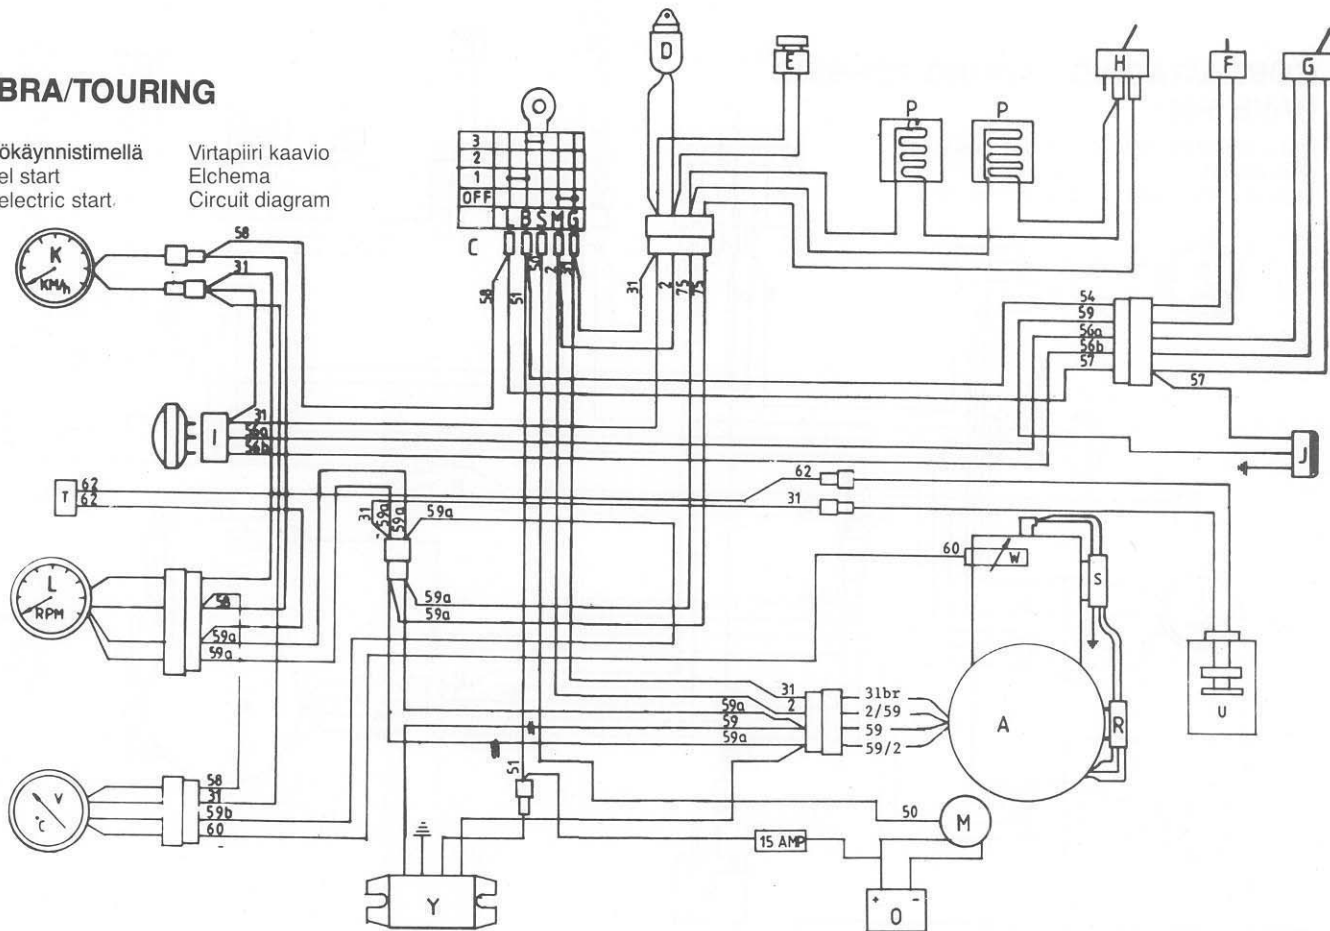 BRA/TOURING
ökäynnistimellä
el start
electric start
Virtapiiri kaavio
Elchema
Circuit diagram
D
E
H
F
G
P
P
3
2
1
OFF
L B S M G
C
58
51
50
2
31
31
2
75
75
K
KM/h
58
31
54
59
56a
56b
57
57
J
I
31
56a
56b
T
62
62
62
31
31
59a
59a
59a
60
W
S
L
RPM
58
59a
59a
59a
59a
A
R
U
31
2
59a
59
59a
31br
2/59
59
59/2
V
°C
58
31
59b
60
51
50
M
15 AMP
Y
+ -
O